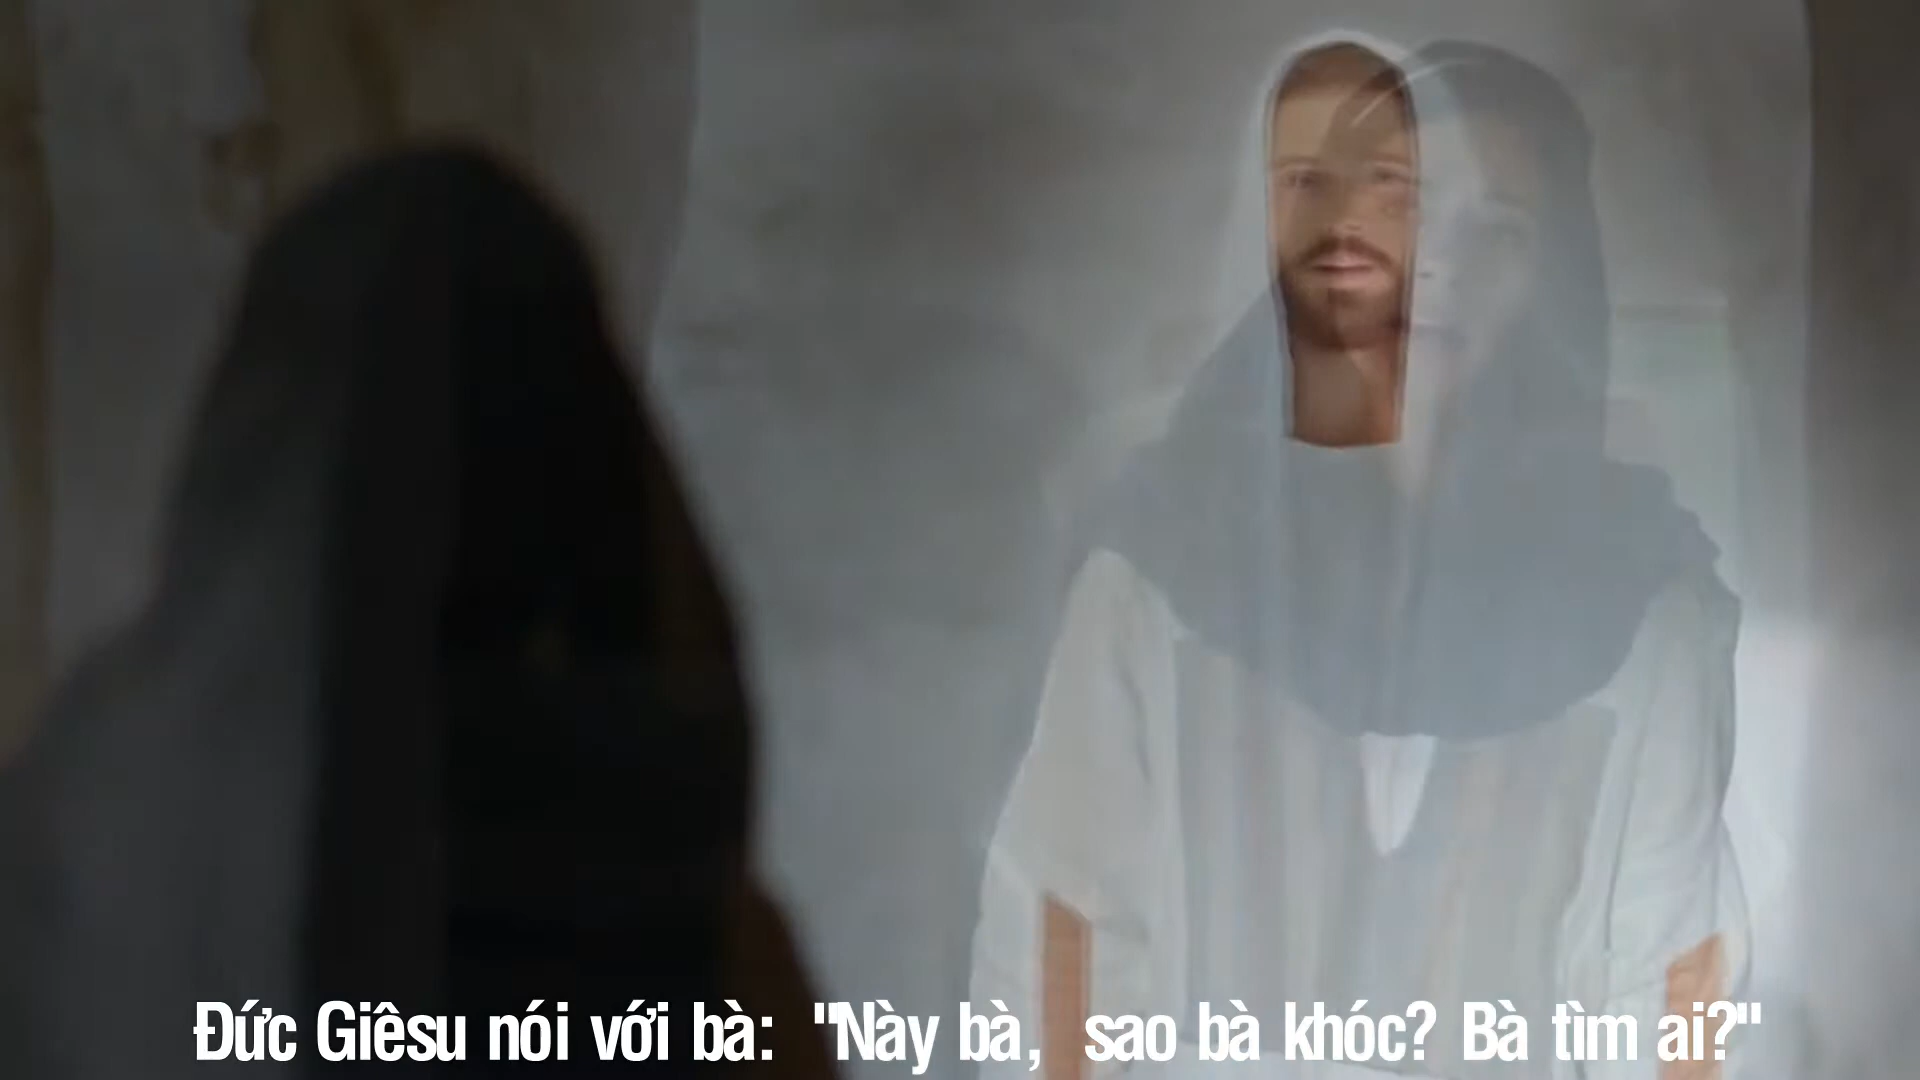 Đức Giêsu nói với bà: "Này bà, sao bà khóc? Bà tìm ai?"